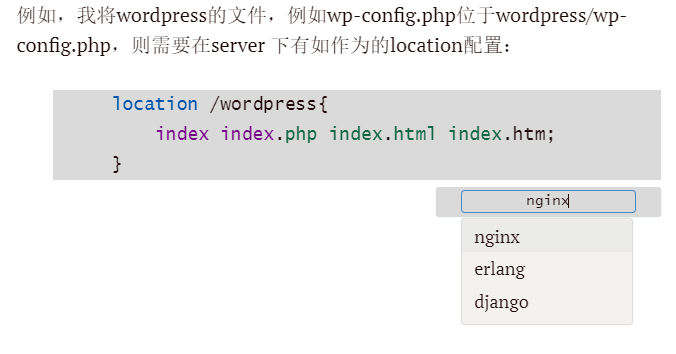 例如，我将wordpress的文件，例如wp-config.php位于wordpress/wp-
config.php，则需要在server 下有如作为的location配置：
location /wordpress{
index index.php index.html index.htm;
}
nginx
nginx
erlang
django